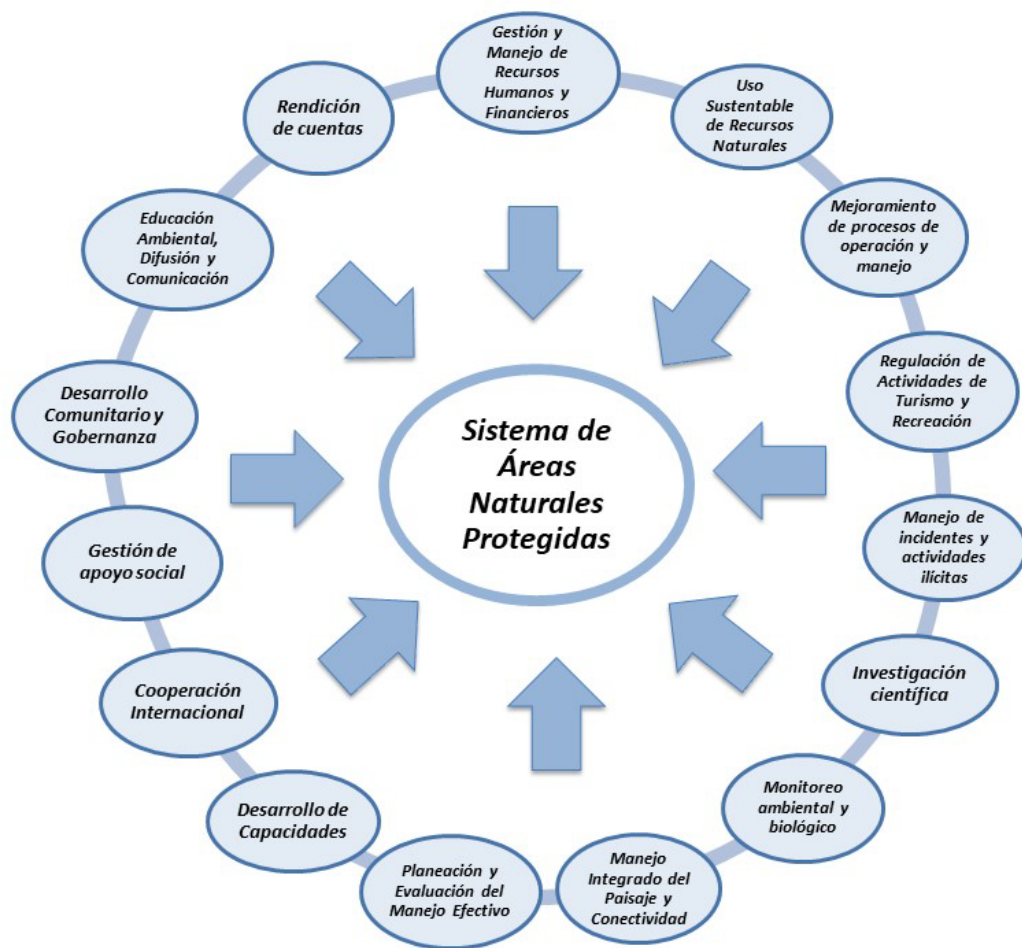 Gestión y
Manejo de
Recursos
Humanos y
Financieros
Uso
Sustentable
de Recursos
Naturales
Mejoramiento
de procesos de
operación y
manejo
Regulación de
Actividades de
Turismo y
Recreación
Manejo de
incidentes y
actividades
ilícitas
Investigación
científica
Monitoreo
ambiental y
biológico
Manejo
Integrado del
Paisaje y
Conectividad
Planeación y
Evaluación del
Manejo Efectivo
Desarrollo de
Capacidades
Cooperación
Internacional
Gestión de
apoyo social
Desarrollo
Comunitario y
Gobernanza
Educación
Ambiental,
Difusión y
Comunicación
Rendición
de cuentas
Sistema de
Áreas
Naturales
Protegidas